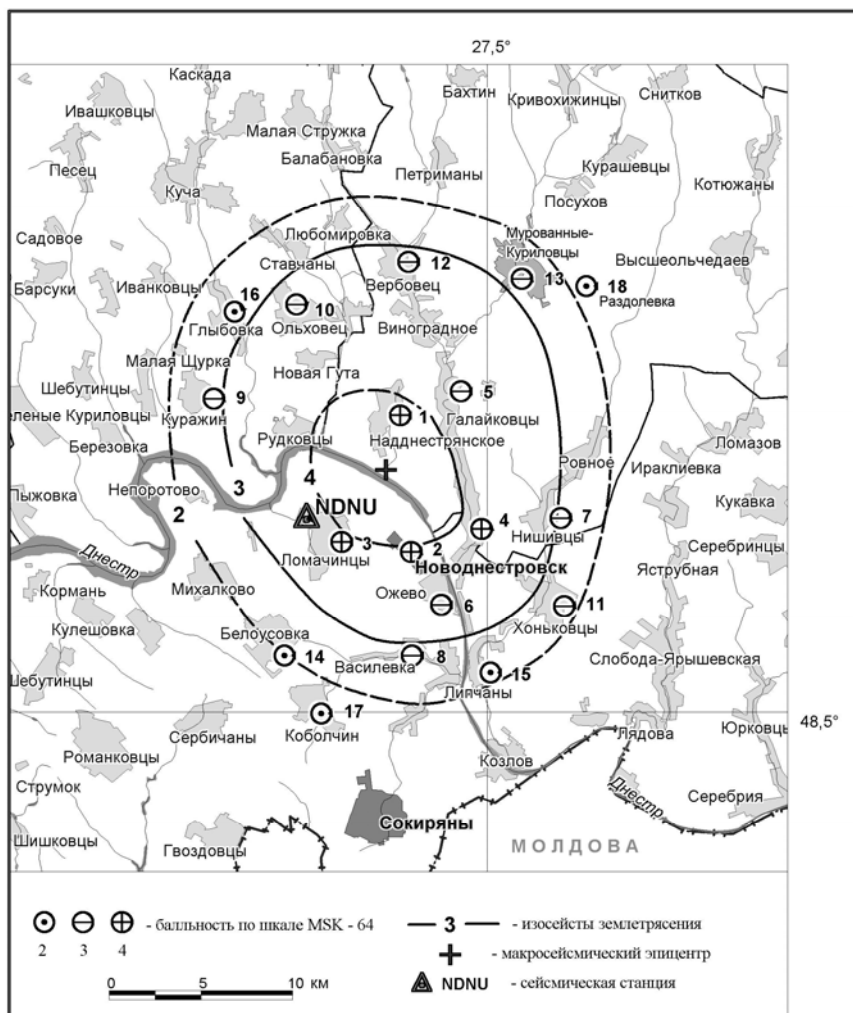 27,5°
Каскада
Бахтин
Кривохижинцы
Снитков
Ивашковцы
Малая Стружка
Балабановка
Петриманы
Курашевцы
Песец
Куча
Котюжаны
Посухов
Садовое
Любомировка
Мурованные-
Куриловцы
Ставчаны
12
Высшеольчедаев
Барсуки
Иванковцы
Вербовец
13
18
16
10
Раздолевка
Глыбовка
Ольховец
Виноградное
Малая Щурка
Новая Гута
Шебутинцы
9
5
Куражин
1
Галайковцы
еленые Куриловцы
Рудковцы
Надднестрянское
Ломазов
Березовка
Ровное
Ираклиевка
4
3
Непоротово
Пыжовка
2
NDNU
Кукавка
7
4
Нишивцы
3
Ломачинцы
2
Серебринцы
Днестр
Новоднестровск
Яструбная
Кормань
Михалково
Ожево
6
11
Кулешовка
Хоньковцы
Белоусовка
14
Василевка
8
Слобода-Ярышевская
15
Шебутинцы
Липчаны
17
Сербичаны
Коболчин
Лядова
Юрковцы
48,5°
Романковцы
Козлов
Струмок
Днестр
Серебрия
Сокиряны
Шишковцы
Гвоздовцы
МОЛДОВА
- балльность по шкале MSK - 64
2 3 4
3 - изосейсты землетрясения
- макросейсмический эпицентр
NDNU - сейсмическая станция
0 5 10 км